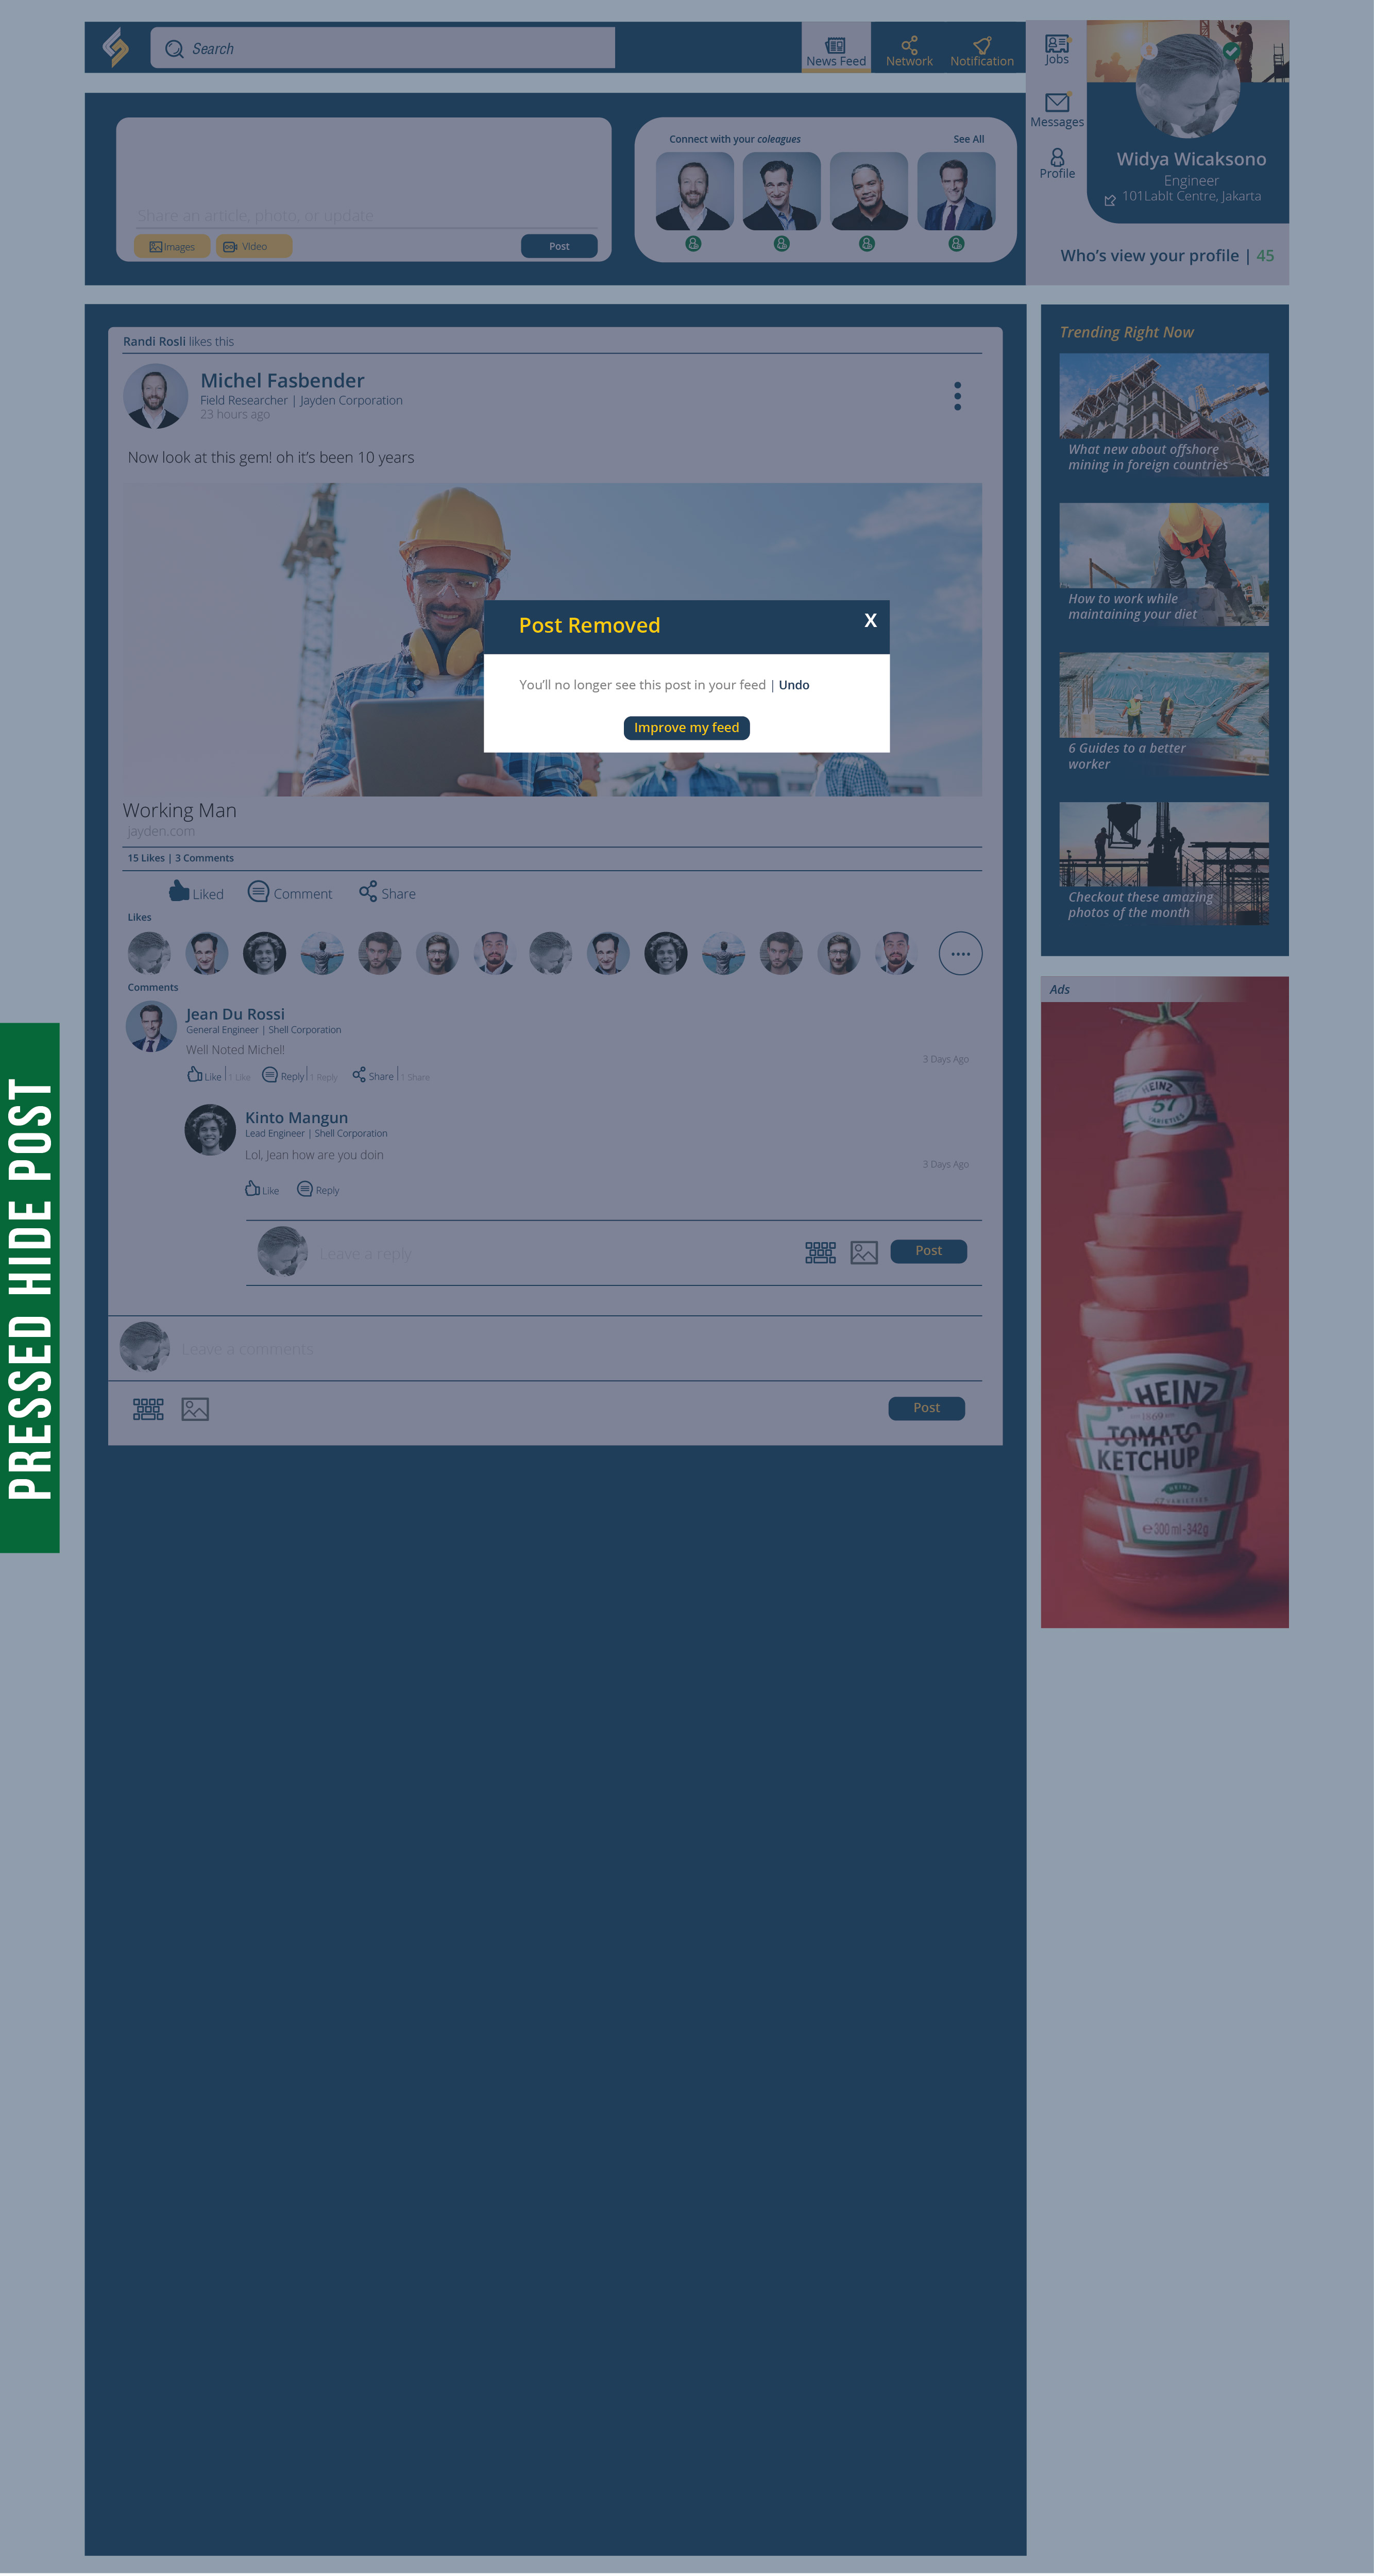 Search
News Feed
Network
Notification
Jobs
Messages
Profile
Widya Wicaksono
Engineer
101LabIt Centre, Jakarta
Who's view your profile | 45
Share an article, photo, or update
Images
Video
Post
Connect with your coleagues
See All
Randi Rosli likes this
Michel Fasbender
Field Researcher | Jayden Corporation
23 hours ago
Now look at this gem! oh it's been 10 years
Post Removed
X
You'll no longer see this post in your feed | Undo
Improve my feed
Working Man
jayden.com
15 Likes | 3 Comments
Liked
Comment
Share
Likes
Comments
Jean Du Rossi
General Engineer | Shell Corporation
Well Noted Michel!
3 Days Ago
Like | 1 Like
Reply | 1 Reply
Share | 1 Share
Kinto Mangun
Lead Engineer | Shell Corporation
Lol, Jean how are you doin
3 Days Ago
Like
Reply
Leave a reply
Post
Leave a comments
Post
Trending Right Now
What new about offshore
mining in foreign countries
How to work while
maintaining your diet
6 Guides to a better
worker
Checkout these amazing
photos of the month
Ads
HEINZ
57
VARIETIES
HEINZ
1869
TOMATO
KETCHUP
HEINZ
57 VARIETIES
e 300 ml-342g
PRESSED HIDE POST